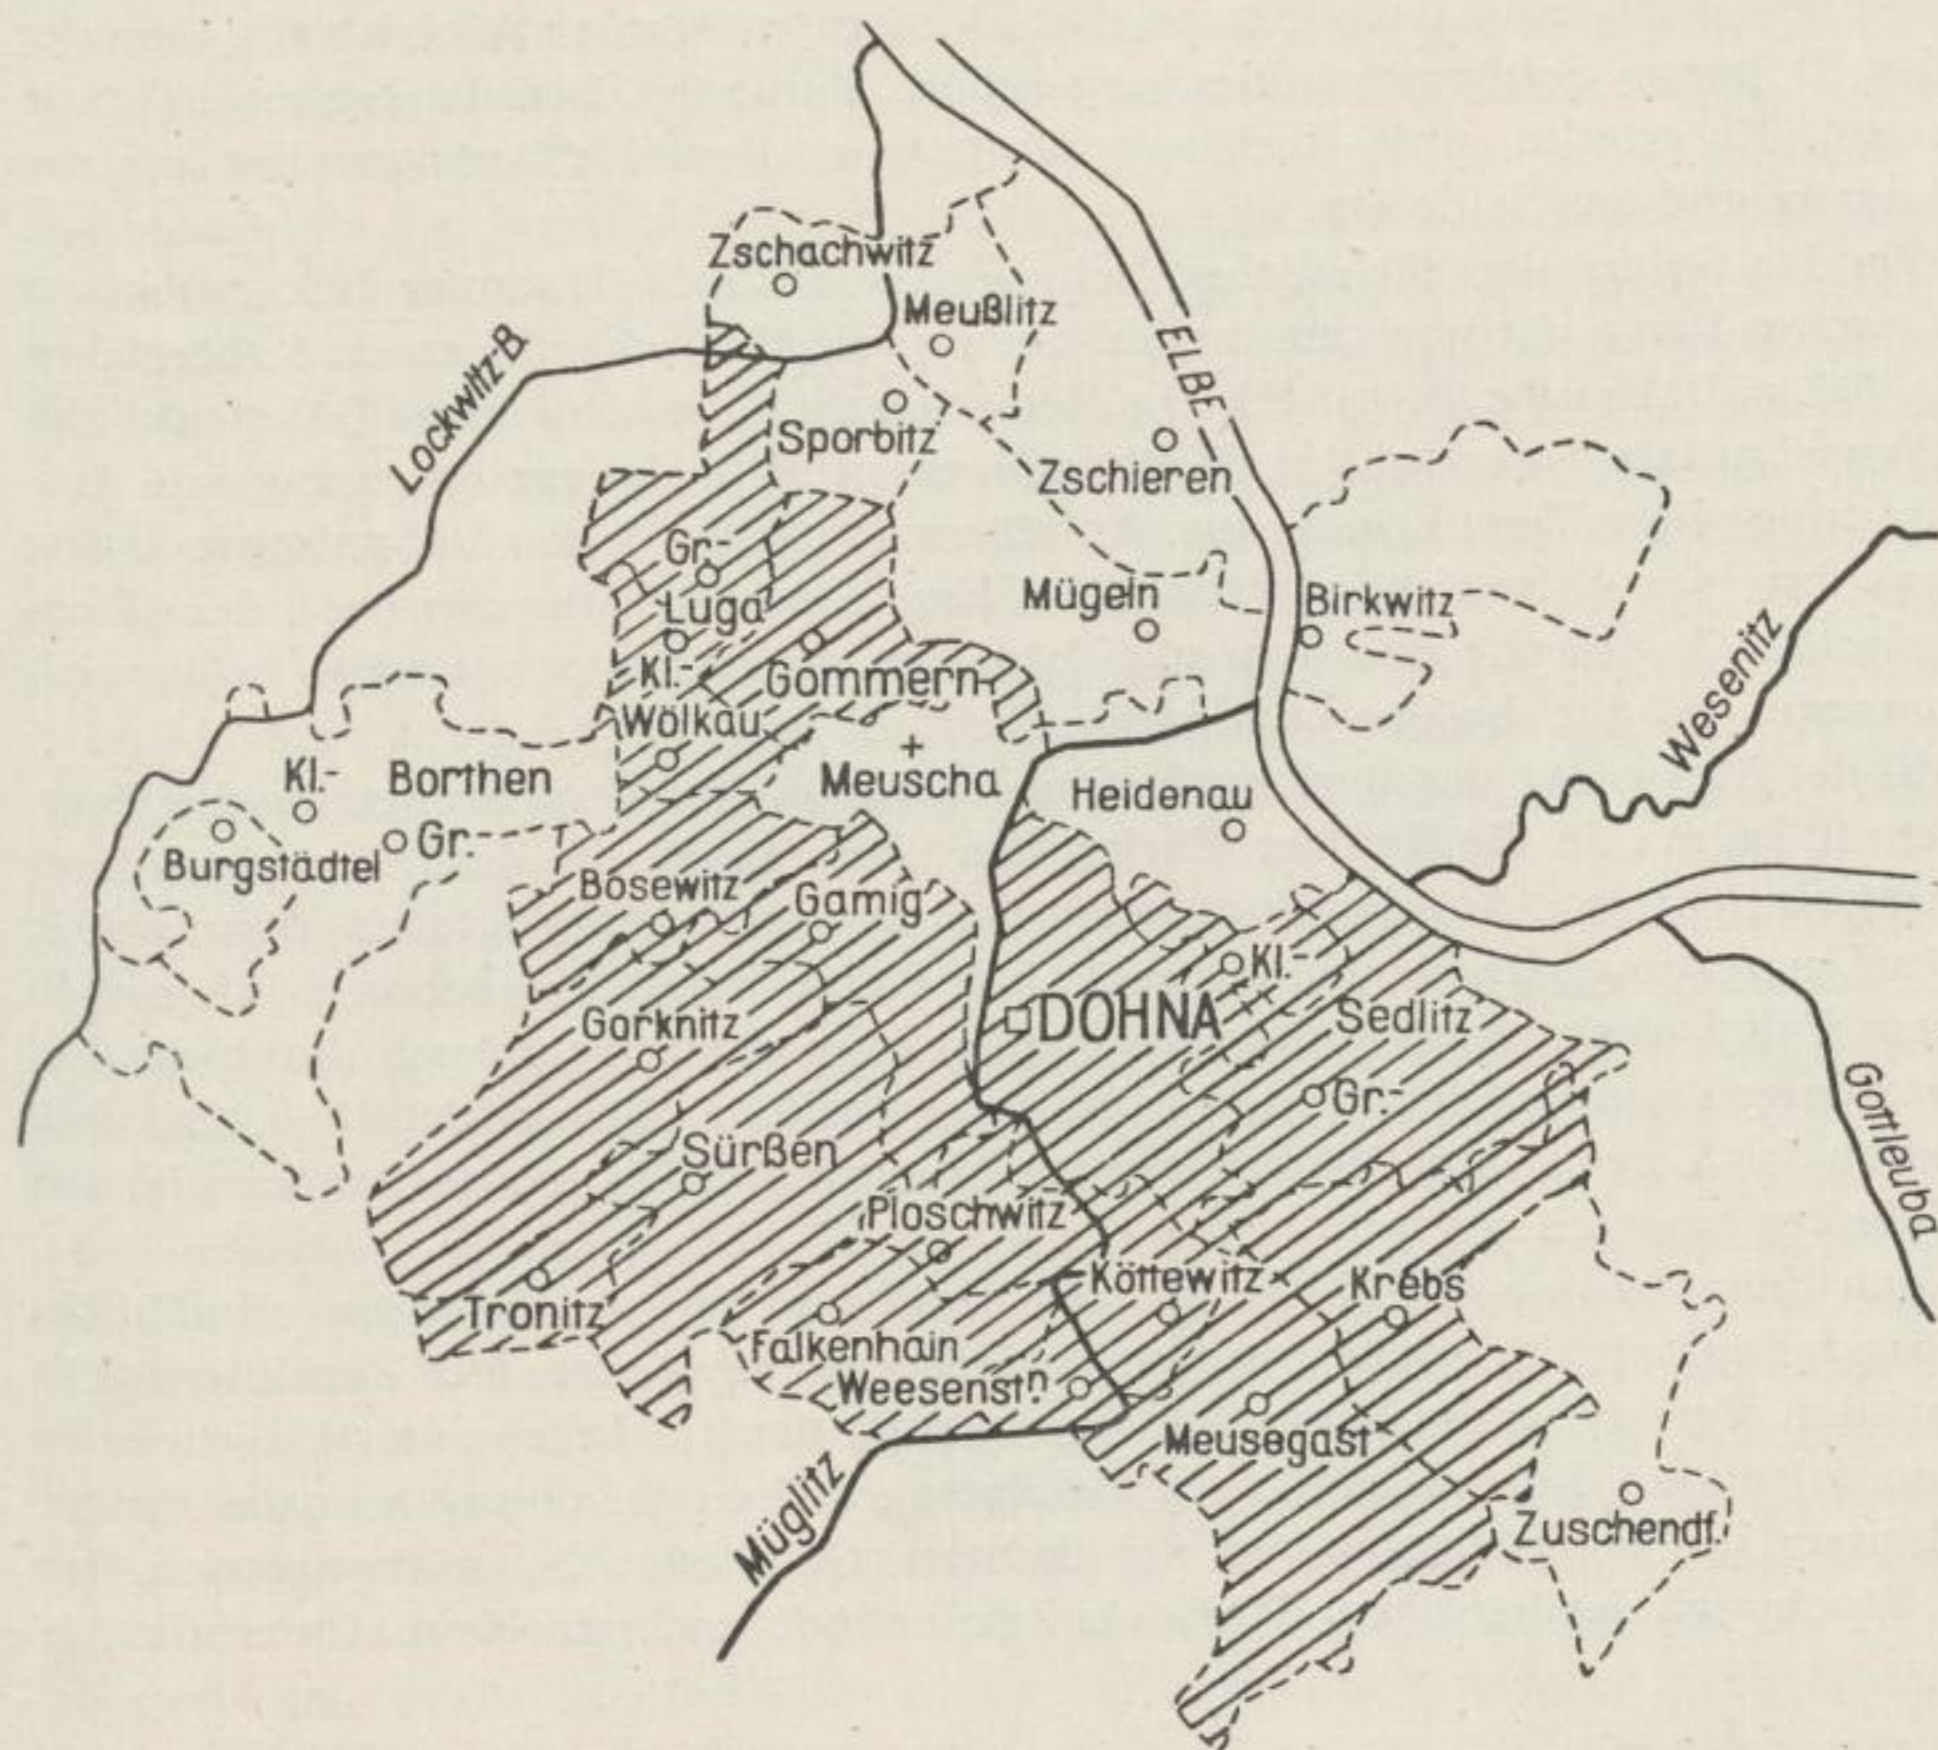 Zschachwitz
Meußlitz
Lockwitz-B.
ELBE
Sporbitz
Zschieren
Gr.-
Luga
Kl.-
Mügeln
Birkwitz
Gommern
Wölkau
Wesenitz
Meuscha
Heidenau
Kl.-
Borthen
Gr.-
Burgstädtel
Bosewitz
Gamig
Kl.-
Sedlitz
Gr.-
DOHNA
Gorknitz
Gottleuba
Sürßen
Ploschwitz
Köttewitz
Krebs
Tronitz
Falkenhain
Weesenst.n
Meusegast
Müglitz
Zuschendf.